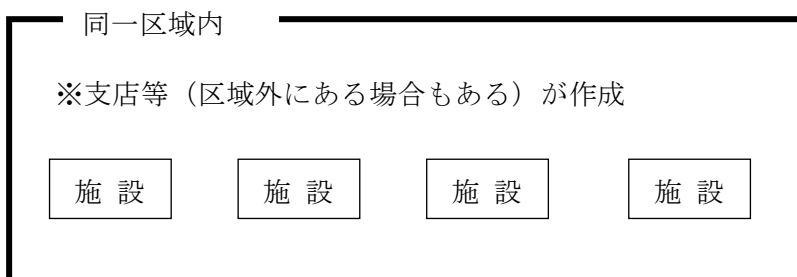 同一区域内
※支店等（区域外にある場合もある）が作成
施 設 施 設 施 設 施 設